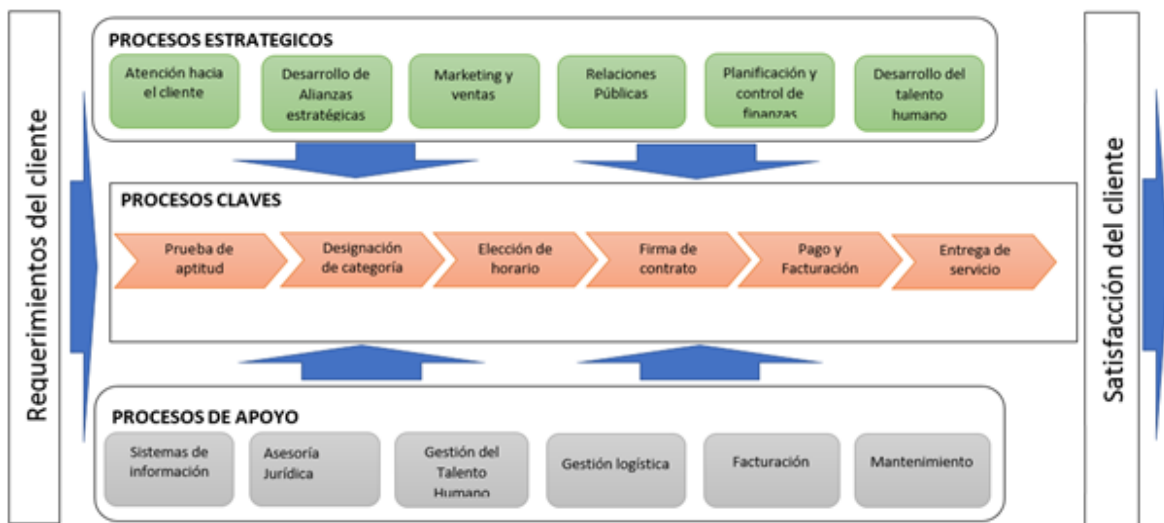 Requerimientos del cliente
PROCESOS ESTRATEGICOS
Atención hacia
el cliente
Desarrollo de
Alianzas
estratégicas
Marketing y
ventas
Relaciones
Públicas
Planificación y
control de
finanzas
Desarrollo del
talento
humano
PROCESOS CLAVES
Prueba de
aptitud
Designación
de categoría
Elección de
horario
Firma de
contrato
Pago y
Facturación
Entrega de
servicio
PROCESOS DE APOYO
Sistemas de
información
Asesoría
Jurídica
Gestión del
Talento
Humano
Gestión logística
Facturación
Mantenimiento
Satisfacción del cliente